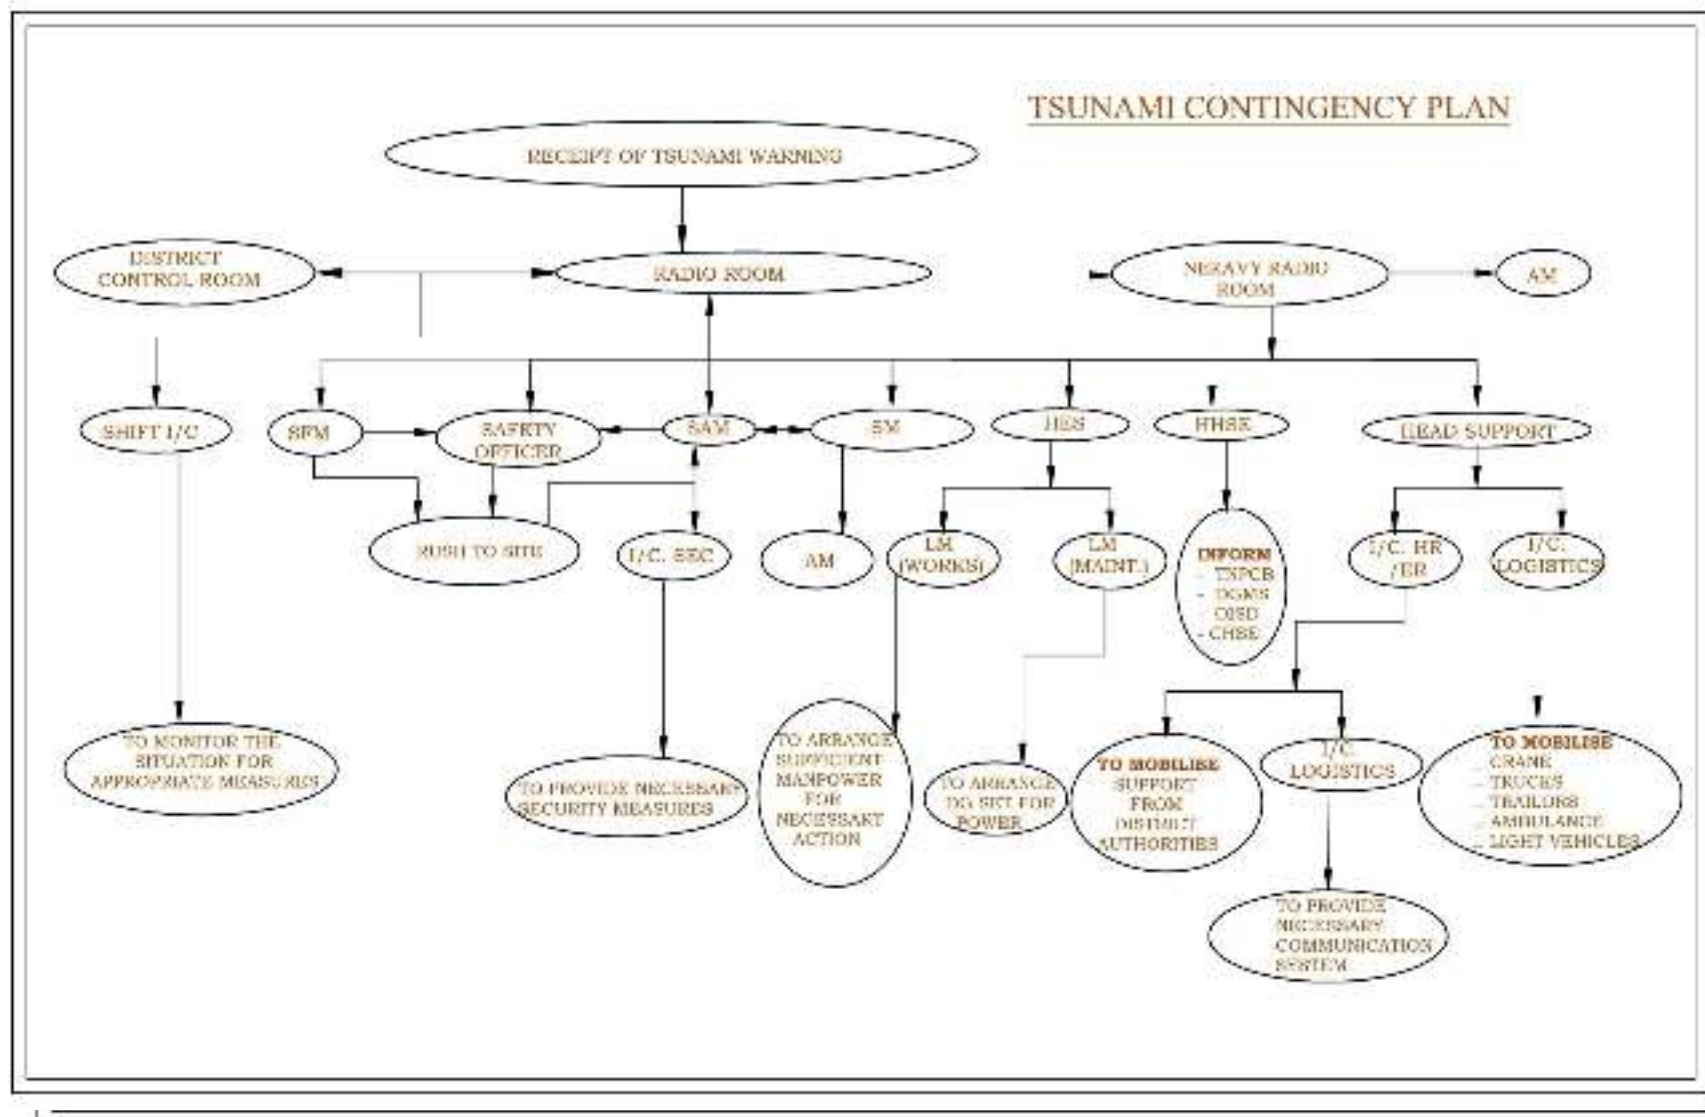 TSUNAMI CONTINGENCY PLAN
RECEIPT OF TSUNAMI WARNING
DISTRICT
CONTROL ROOM
RADIO ROOM
NERAVY RADIO
ROOM
AM
SHIFT I/C
SFM
SAFETY
OFFICER
SAM
SM
HES
HHSE
HEAD SUPPORT
RUSH TO SITE
I/C. SEC
AM
LM
(WORKS)
LM
(MAINT.)
INFORM
- TNPCB
- DGMS
- OISD
- CHSE
I/C. HR
/ER
I/C.
LOGISTICS
TO MONITOR THE
SITUATION FOR
APPROPRIATE MEASURES
TO PROVIDE NECESSARY
SECURITY MEASURES
TO ARRANGE
SUFFICIENT
MANPOWER
FOR
NECESSART
ACTION
TO ARRANGE
DG SET FOR
POWER
TO MOBILISE
SUPPORT
FROM
DISTRICT
AUTHORITIES
I/C.
LOGISTICS
TO MOBILISE
- CRANE
- TRUCKS
- TRAILORS
- AMBULANCE
- LIGHT VEHICLES
TO PROVIDE
NECESSARY
COMMUNICATION
SYSTEM